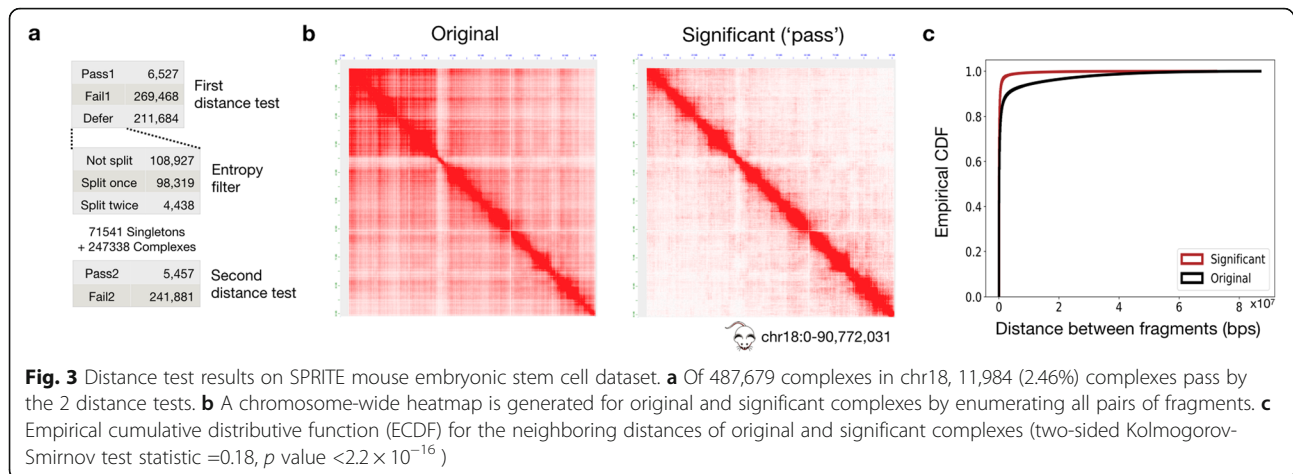 a
Pass1 6,527
Fail1 269,468
Defer 211,684
First
distance test
Not split 108,927
Split once 98,319
Split twice 4,438
Entropy
filter
71541 Singletons
+ 247338 Complexes
Pass2 5,457
Fail2 241,881
Second
distance test
b
Original
Significant ('pass')
chr18:0-90,772,031
c
Empirical CDF
1.0
0.8
0.6
0.4
0.2
0.0
0 2 4 6 8
x10⁷
Distance between fragments (bps)
Significant
Original
Fig. 3 Distance test results on SPRITE mouse embryonic stem cell dataset. a Of 487,679 complexes in chr18, 11,984 (2.46%) complexes pass by
the 2 distance tests. b A chromosome-wide heatmap is generated for original and significant complexes by enumerating all pairs of fragments. c
Empirical cumulative distributive function (ECDF) for the neighboring distances of original and significant complexes (two-sided Kolmogorov-
Smirnov test statistic =0.18, p value <2.2 × 10⁻¹⁶ )